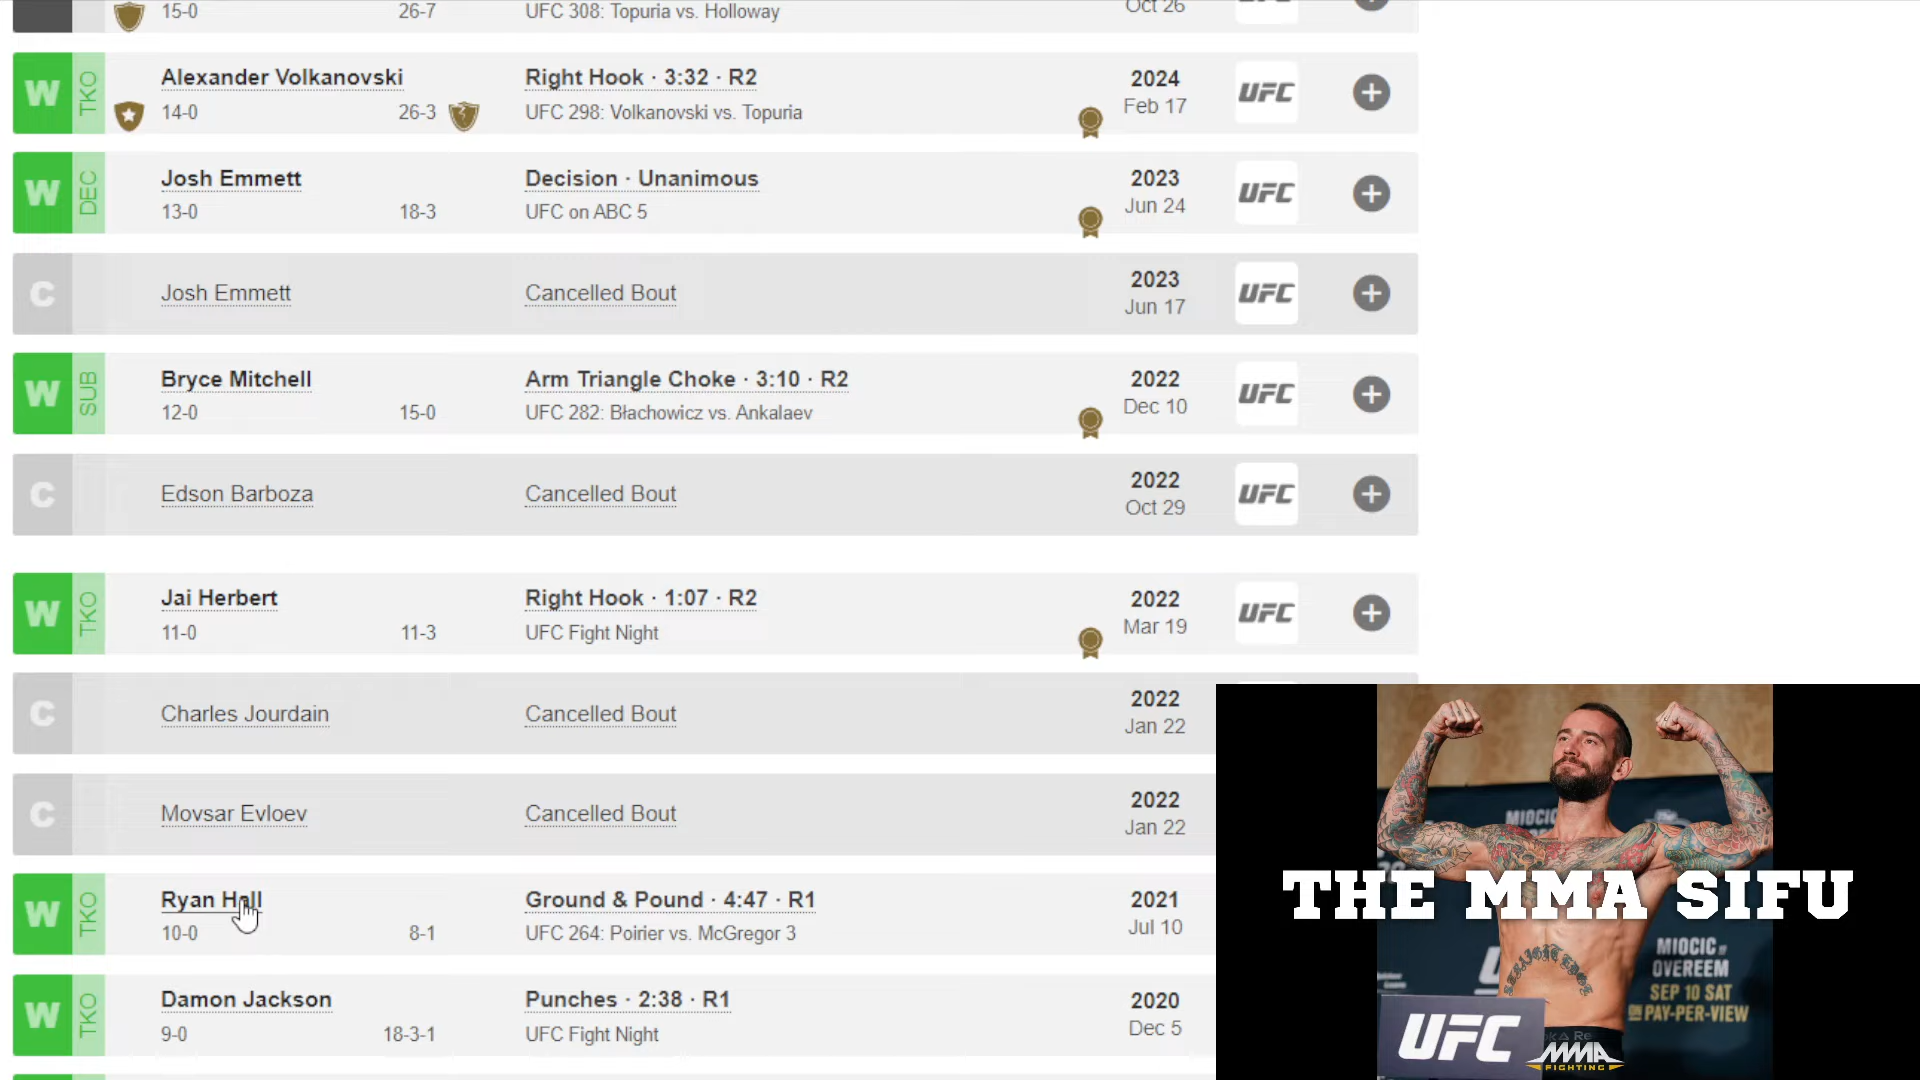 15-0 26-7 UFC 308: Topuria vs. Holloway Oct 26
W TKO Alexander Volkanovski Right Hook · 3:32 · R2 2024 UFC
14-0 26-3 UFC 298: Volkanovski vs. Topuria Feb 17
W DEC Josh Emmett Decision · Unanimous 2023 UFC
13-0 18-3 UFC on ABC 5 Jun 24
C Josh Emmett Cancelled Bout 2023 UFC
Jun 17
W SUB Bryce Mitchell Arm Triangle Choke · 3:10 · R2 2022 UFC
12-0 15-0 UFC 282: Błachowicz vs. Ankalaev Dec 10
C Edson Barboza Cancelled Bout 2022 UFC
Oct 29
W TKO Jai Herbert Right Hook · 1:07 · R2 2022 UFC
11-0 11-3 UFC Fight Night Mar 19
C Charles Jourdain Cancelled Bout 2022
Jan 22
C Movsar Evloev Cancelled Bout 2022
Jan 22
W TKO Ryan Hall Ground & Pound · 4:47 · R1 2021
10-0 8-1 UFC 264: Poirier vs. McGregor 3 Jul 10
W TKO Damon Jackson Punches · 2:38 · R1 2020
9-0 18-3-1 UFC Fight Night Dec 5
THE MMA SIFU
STRAIGHT EDGE
MIOCIC
OVEREEM
SEP 10 SAT
ON PAY-PER-VIEW
UFC
MMA
FIGHTING